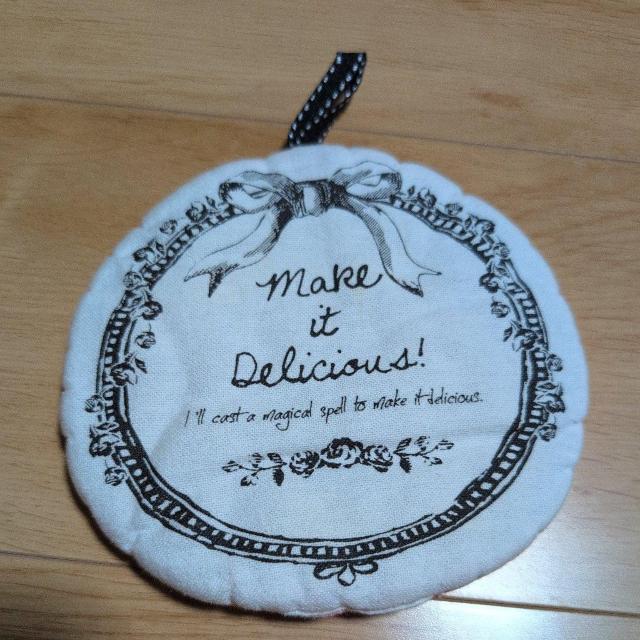 Make
it
Delicious!
I'll cast a magical spell to make it delicious.